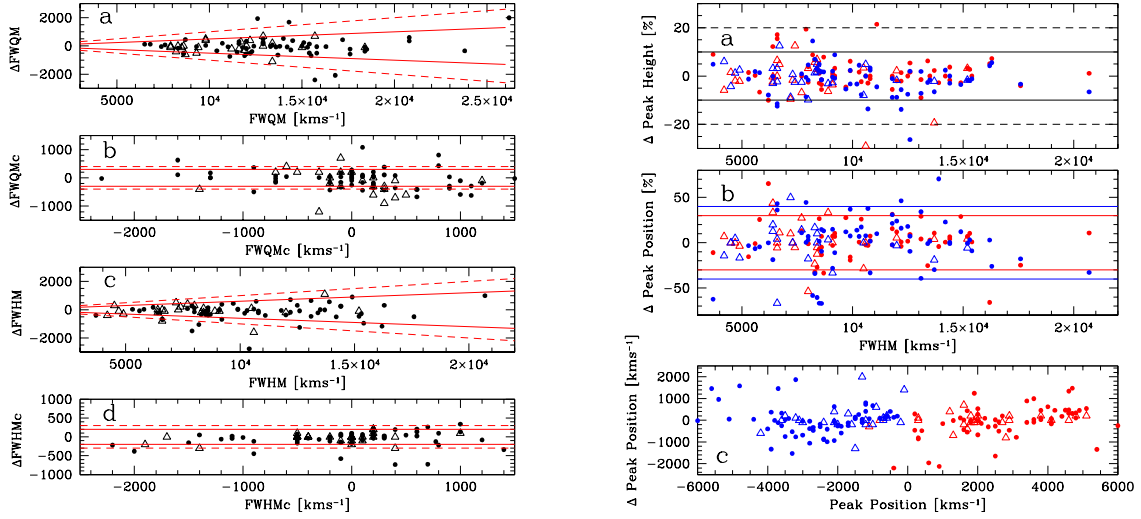 a
ΔFWQM
2000
0
−2000
5000
10⁴
1.5×10⁴
2×10⁴
2.5×10⁴
FWQM [kms⁻¹]
b
ΔFWQMc
1000
0
−1000
−2000
−1000
0
1000
FWQMc [kms⁻¹]
c
ΔFWHM
2000
0
−2000
5000
10⁴
1.5×10⁴
2×10⁴
FWHM [kms⁻¹]
d
ΔFWHMc
1000
500
0
−500
−1000
−2000
−1000
0
1000
FWHMc [kms⁻¹]
a
Δ Peak Height [%]
20
10
0
−10
−20
5000
10⁴
1.5×10⁴
2×10⁴
b
Δ Peak Position [%]
50
0
−50
5000
10⁴
1.5×10⁴
2×10⁴
FWHM [kms⁻¹]
c
Δ Peak Position [kms⁻¹]
2000
1000
0
−1000
−2000
−6000
−4000
−2000
0
2000
4000
6000
Peak Position [kms⁻¹]